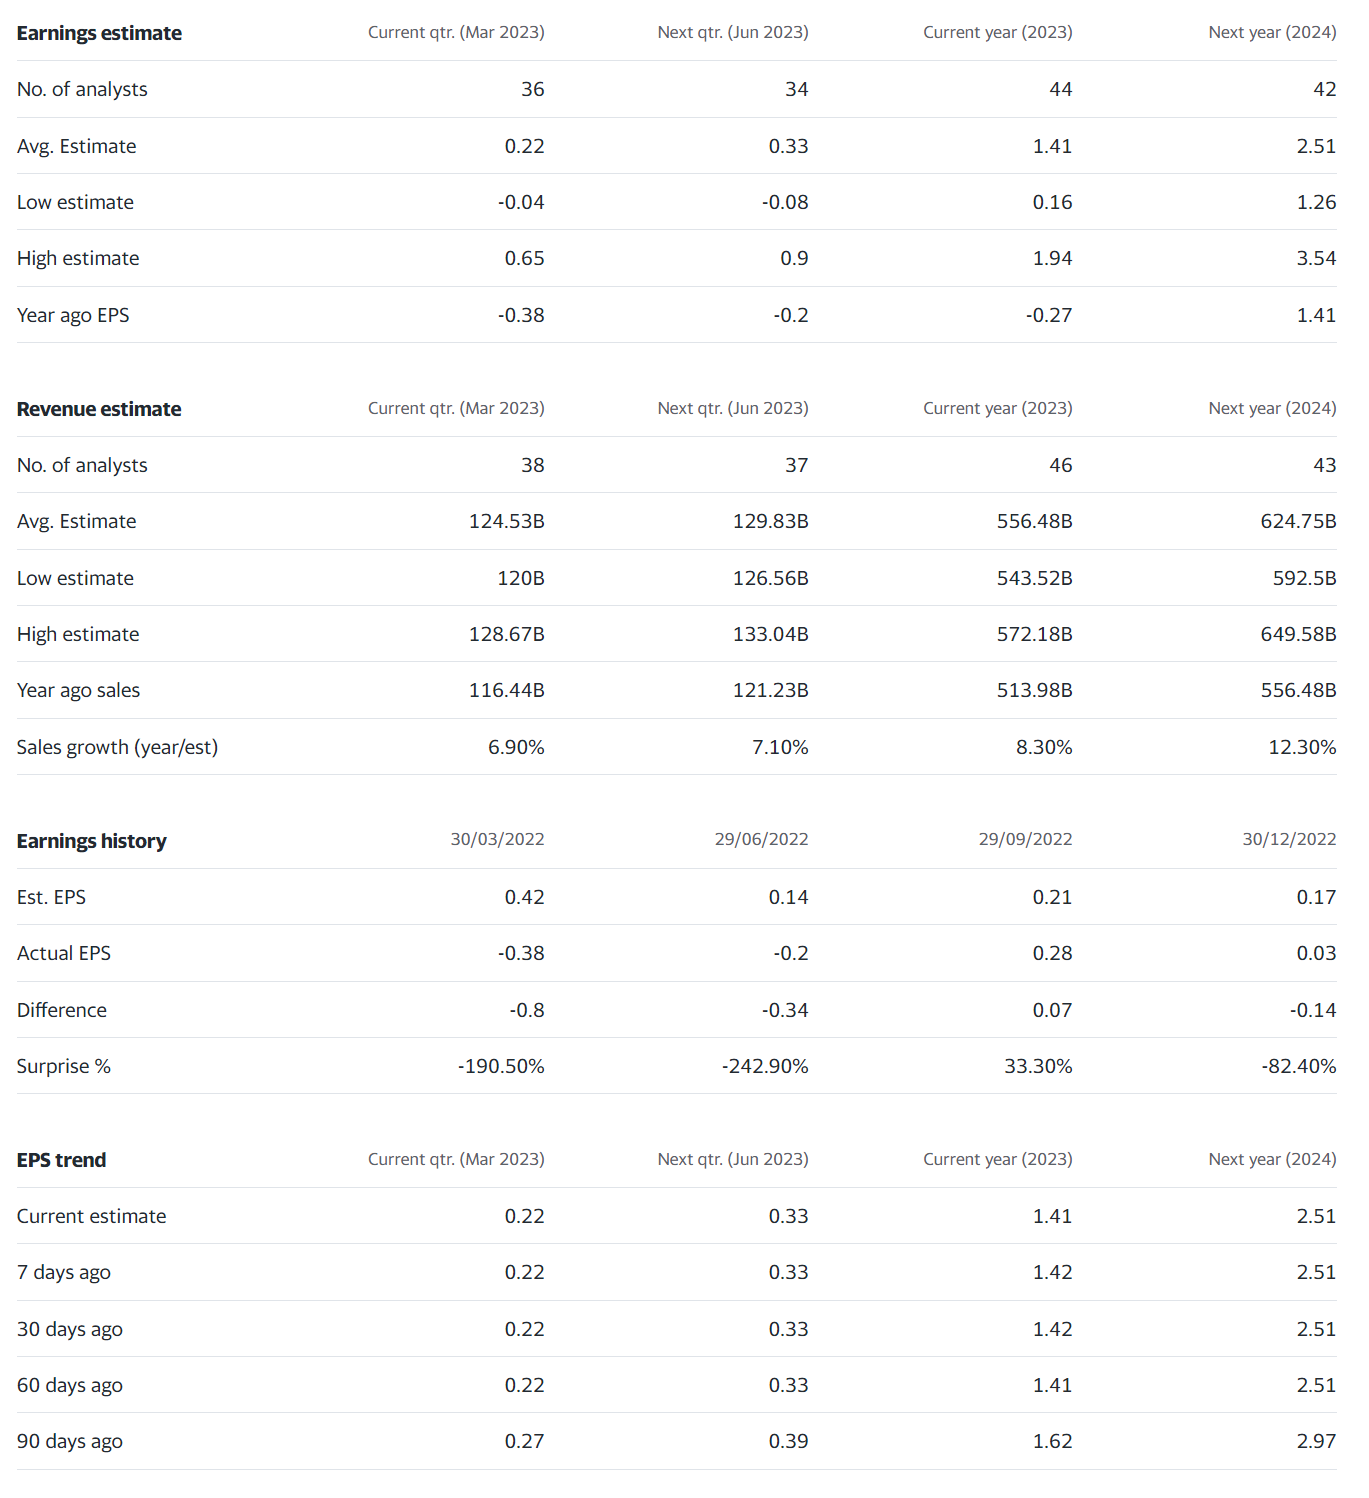 Earnings estimate Current qtr. (Mar 2023) Next qtr. (Jun 2023) Current year (2023) Next year (2024)
No. of analysts 36 34 44 42
Avg. Estimate 0.22 0.33 1.41 2.51
Low estimate -0.04 -0.08 0.16 1.26
High estimate 0.65 0.9 1.94 3.54
Year ago EPS -0.38 -0.2 -0.27 1.41
Revenue estimate Current qtr. (Mar 2023) Next qtr. (Jun 2023) Current year (2023) Next year (2024)
No. of analysts 38 37 46 43
Avg. Estimate 124.53B 129.83B 556.48B 624.75B
Low estimate 120B 126.56B 543.52B 592.5B
High estimate 128.67B 133.04B 572.18B 649.58B
Year ago sales 116.44B 121.23B 513.98B 556.48B
Sales growth (year/est) 6.90% 7.10% 8.30% 12.30%
Earnings history 30/03/2022 29/06/2022 29/09/2022 30/12/2022
Est. EPS 0.42 0.14 0.21 0.17
Actual EPS -0.38 -0.2 0.28 0.03
Difference -0.8 -0.34 0.07 -0.14
Surprise % -190.50% -242.90% 33.30% -82.40%
EPS trend Current qtr. (Mar 2023) Next qtr. (Jun 2023) Current year (2023) Next year (2024)
Current estimate 0.22 0.33 1.41 2.51
7 days ago 0.22 0.33 1.42 2.51
30 days ago 0.22 0.33 1.42 2.51
60 days ago 0.22 0.33 1.41 2.51
90 days ago 0.27 0.39 1.62 2.97